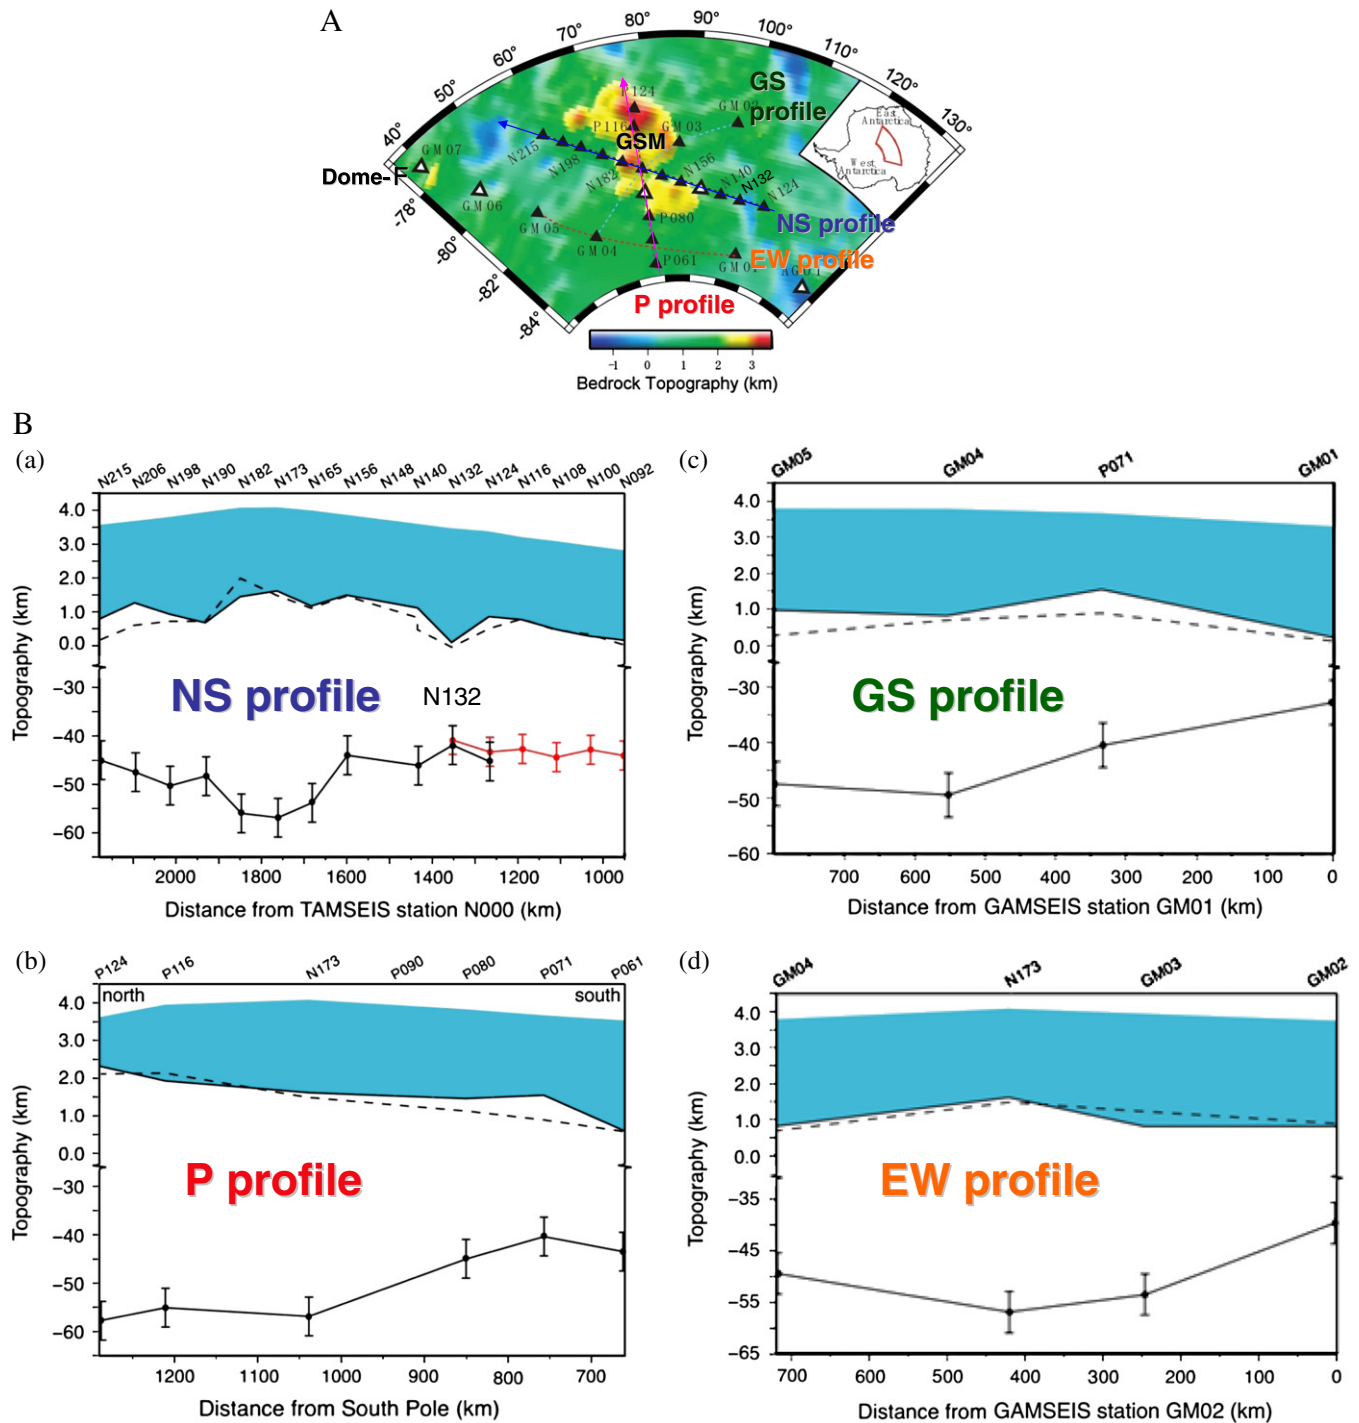 A
40° 50° 60° 70° 80° 90° 100° 110° 120° 130°
-78° -80° -82° -84°
Dome-F
GM07
GM06
GM05
GM04
N215
N198
N182
P124
P116
GSM
GM03
GS
profile
N156
N140
N132
N124
P080
P061
NS profile
EW profile
P profile
East
Antarctica
West
Antarctica
-1 0 1 2 3
Bedrock Topography (km)
B
(a)
N215 N206 N198 N190 N182 N173 N165 N156 N148 N140 N132 N124 N116 N108 N100 N092
4.0
3.0
2.0
1.0
0.0
−30
−40
−50
−60
Topography (km)
NS profile
N132
2000 1800 1600 1400 1200 1000
Distance from TAMSEIS station N000 (km)
(c)
GM05 GM04 P071 GM01
4.0
3.0
2.0
1.0
0.0
−30
−40
−50
−60
Topography (km)
GS profile
700 600 500 400 300 200 100 0
Distance from GAMSEIS station GM01 (km)
(b)
P124 P116 N173 P090 P080 P071 P061
north south
4.0
3.0
2.0
1.0
0.0
−30
−40
−50
−60
Topography (km)
P profile
1200 1100 1000 900 800 700
Distance from South Pole (km)
(d)
GM04 N173 GM03 GM02
4.0
3.0
2.0
1.0
0.0
−35
−45
−55
−65
Topography (km)
EW profile
700 600 500 400 300 200 100 0
Distance from GAMSEIS station GM02 (km)